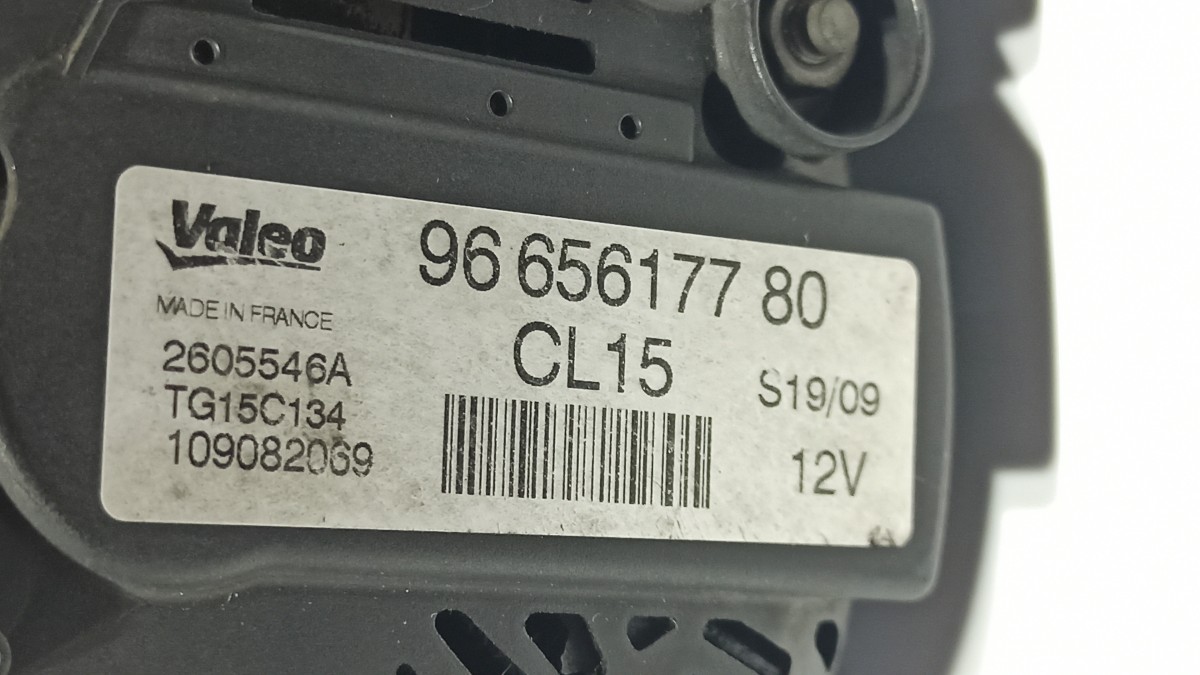 Valeo
96 656177 80
MADE IN FRANCE
CL15
2605546A
S19/09
TG15C134
12V
109082069